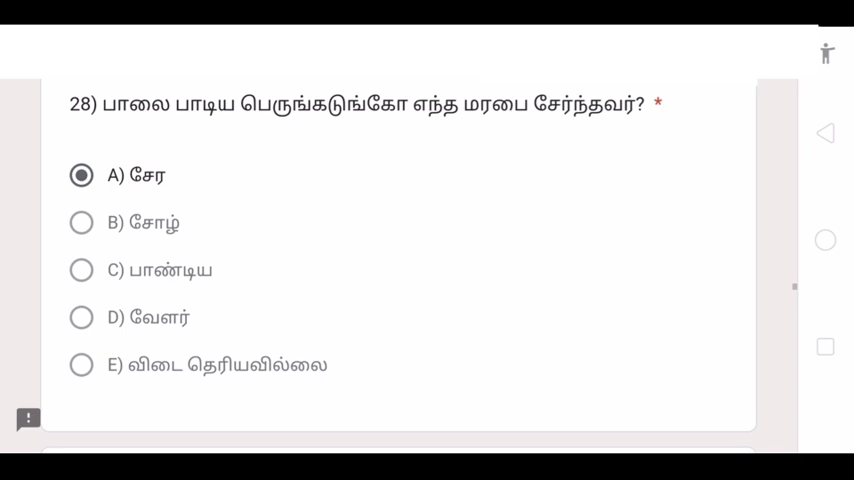 28) பாலை பாடிய பெருங்கடுங்கோ எந்த மரபை சேர்ந்தவர்? *
A) சேர
B) சோழ்
C) பாண்டிய
D) வேளர்
E) விடை தெரியவில்லை